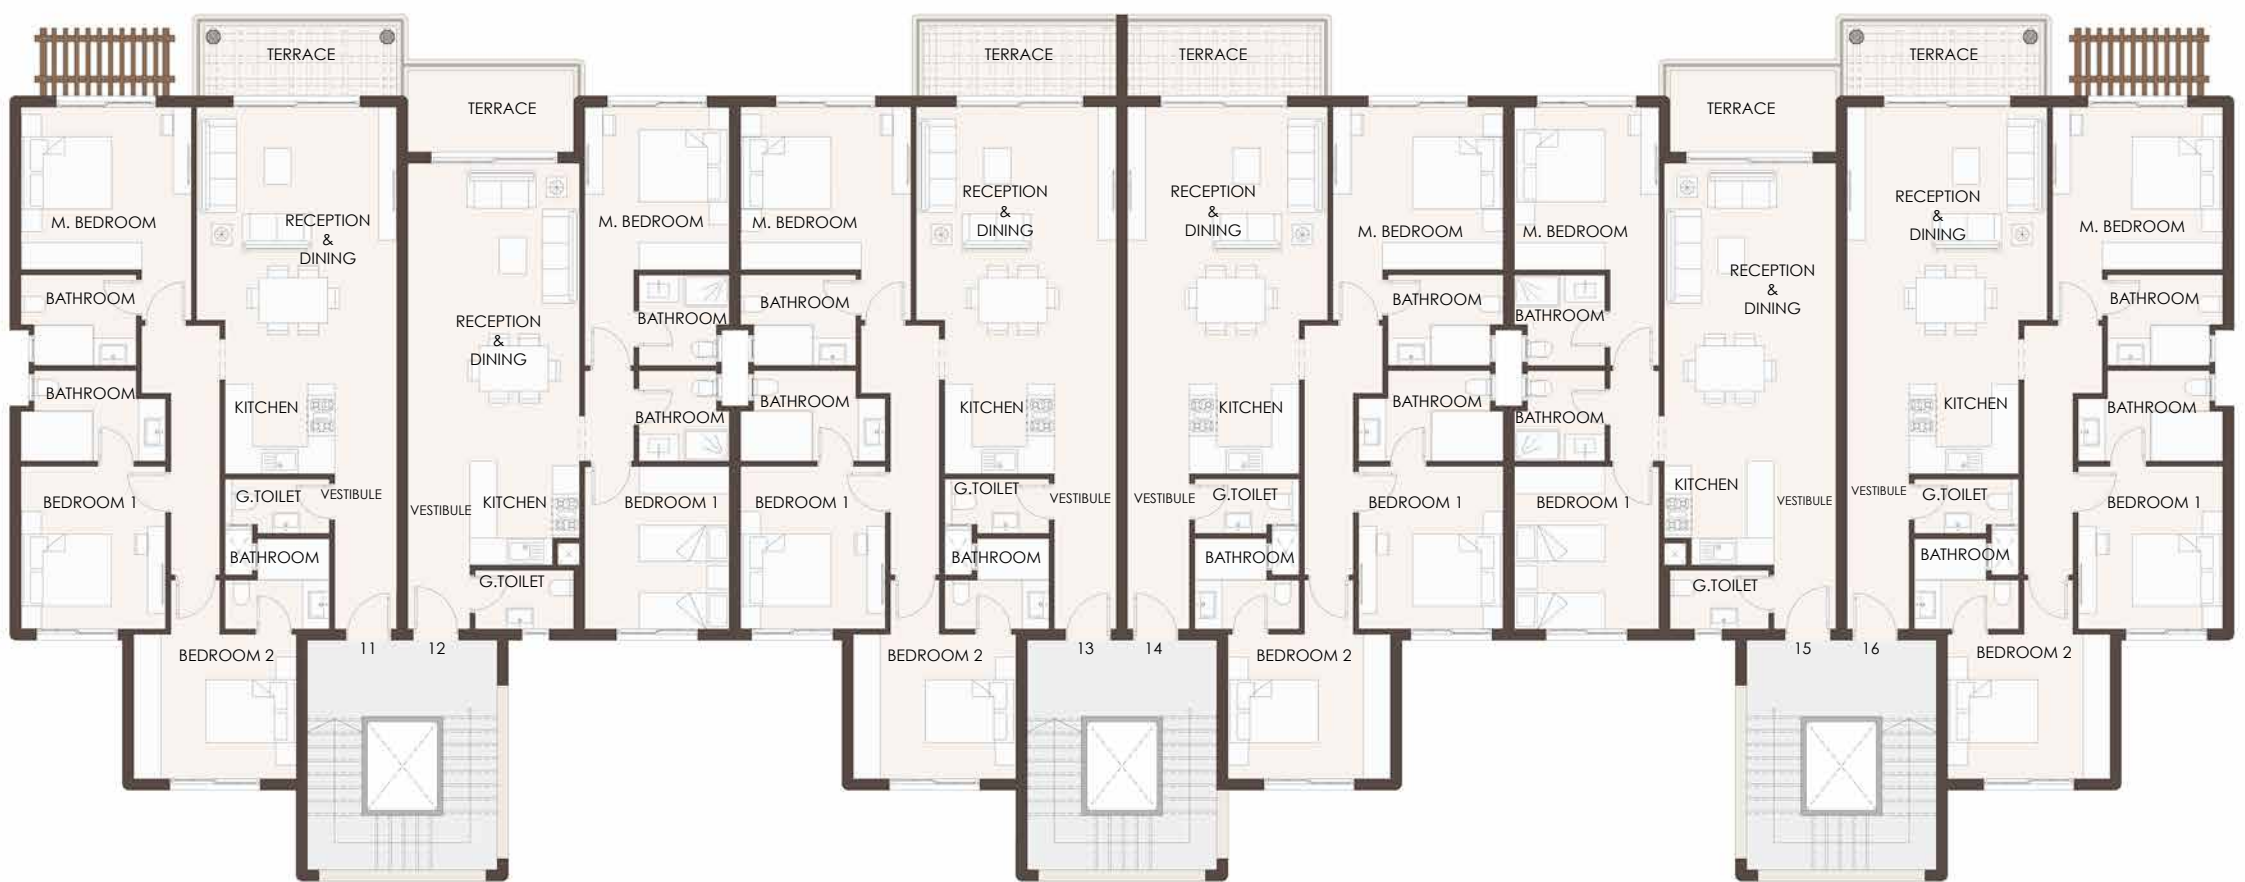 TERRACE
TERRACE
TERRACE
TERRACE
TERRACE
TERRACE
M. BEDROOM
RECEPTION
&
DINING
BATHROOM
BATHROOM
KITCHEN
BEDROOM 1
G.TOILET
VESTIBULE
BATHROOM
BEDROOM 2
11
12
RECEPTION
&
DINING
M. BEDROOM
BATHROOM
BATHROOM
VESTIBULE
KITCHEN
BEDROOM 1
G.TOILET
M. BEDROOM
RECEPTION
&
DINING
BATHROOM
BATHROOM
KITCHEN
BEDROOM 1
G.TOILET
VESTIBULE
BATHROOM
BEDROOM 2
13
14
RECEPTION
&
DINING
M. BEDROOM
BATHROOM
BATHROOM
KITCHEN
VESTIBULE
G.TOILET
BEDROOM 1
BATHROOM
BEDROOM 2
M. BEDROOM
RECEPTION
&
DINING
BATHROOM
BATHROOM
BEDROOM 1
KITCHEN
VESTIBULE
G.TOILET
15
16
RECEPTION
&
DINING
M. BEDROOM
BATHROOM
KITCHEN
BATHROOM
VESTIBULE
G.TOILET
BEDROOM 1
BATHROOM
BEDROOM 2